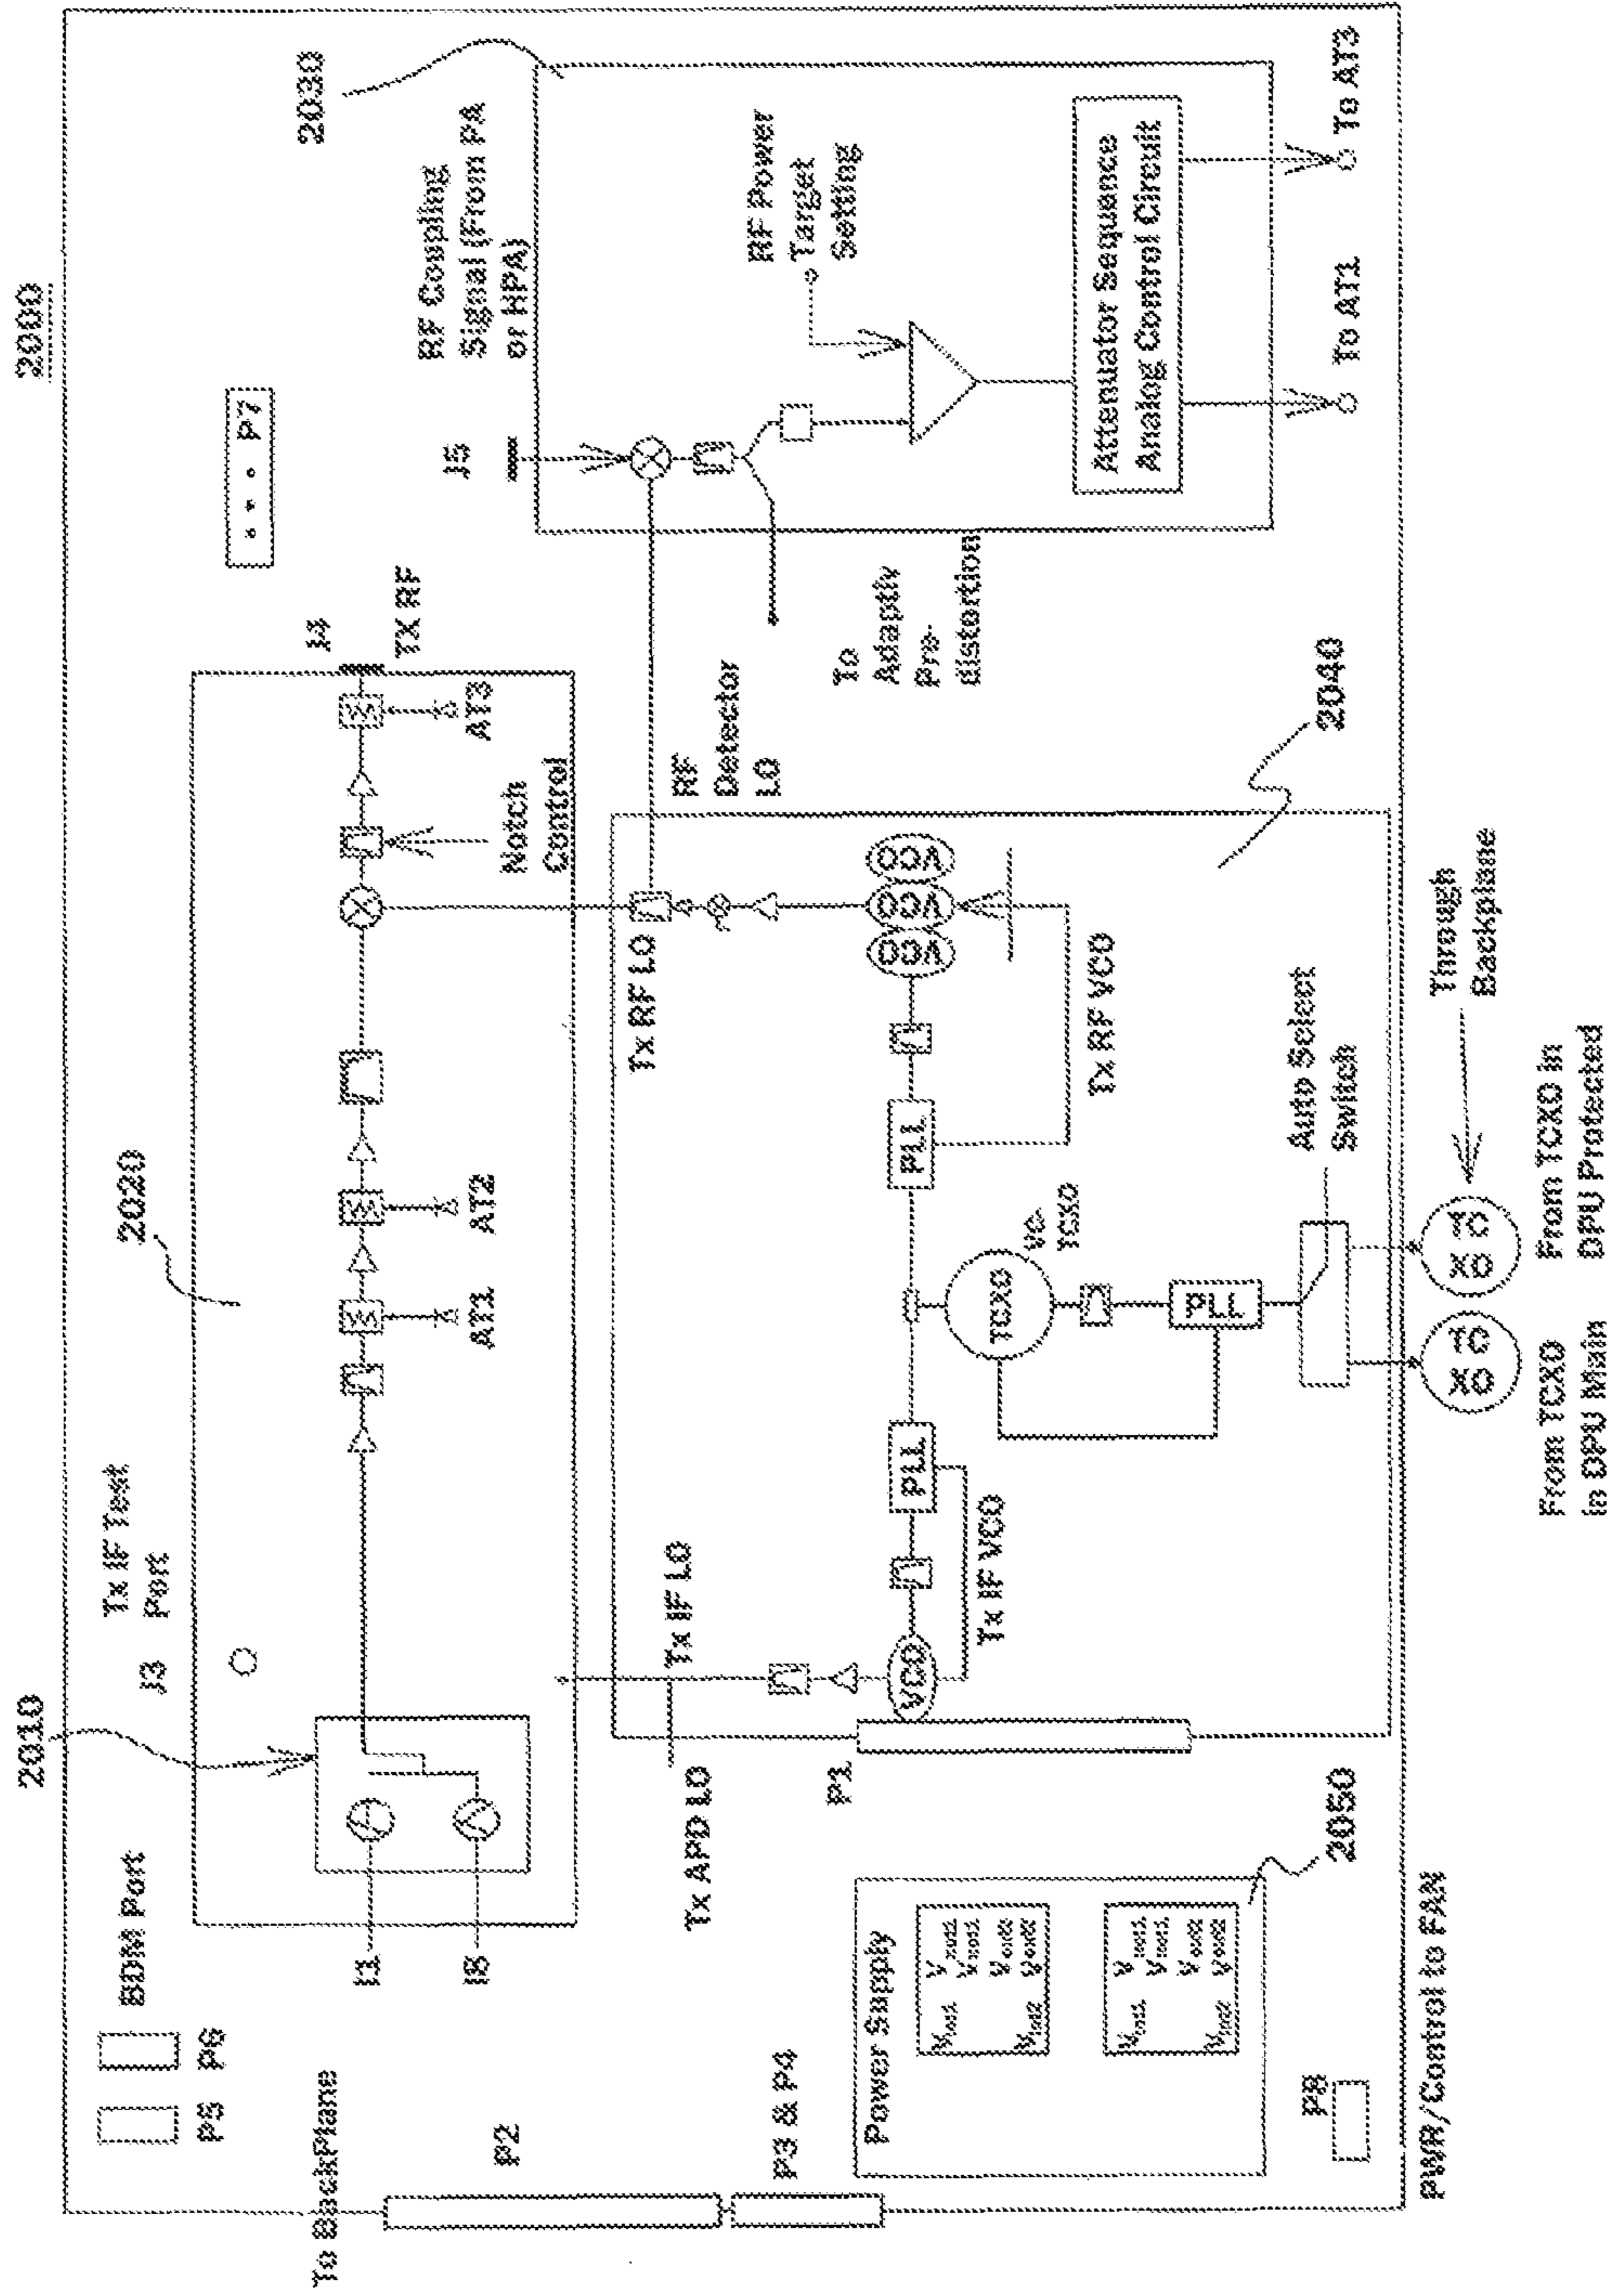 2000
2010
J3
Tx IF Test
Port
2020
BDM Port
P5
P6
To BackPlane
J4
TX RF
P7
2030
RF Coupling
Signal (From PA
or HPA)
J5
AT1
AT2
AT3
Notch
Control
RF Power
Target
Setting
Attenuator Sequence
Analog Control Circuit
To AT1
To AT3
To
Adaptiv
Pre-
distortion
RF
Detector
LO
P2
P3 & P4
Tx APD LO
Tx IF LO
Tx RF LO
P1
VCO
PLL
PLL
VCO
VCO
VCO
Tx IF VCO
Tx RF VCO
TCXO
VC-
TCXO
PLL
Auto Select
Switch
2040
Power Supply
2050
P8
PWR/Control to FAN
TC
XO
TC
XO
Through
Backplane
From TCXO
in DPU Main
From TCXO in
DPU Protected